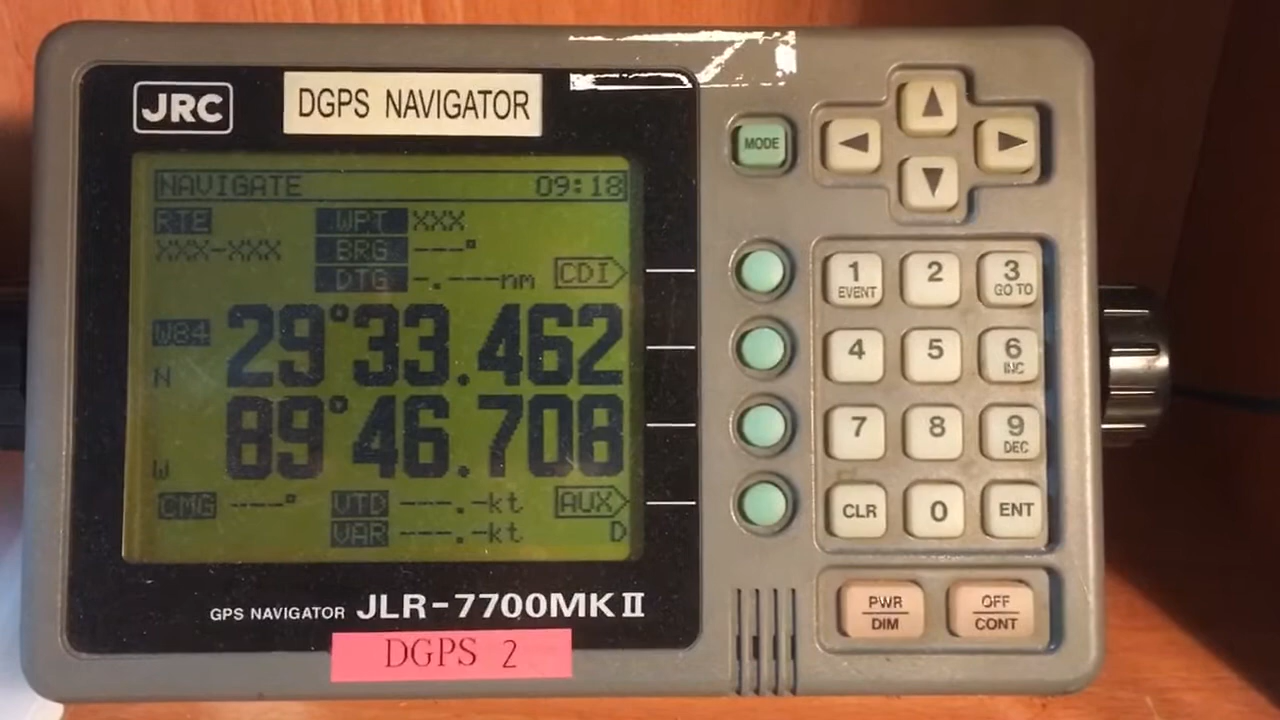 JRC
DGPS NAVIGATOR
NAVIGATE 09:18
RTE WPT XXX
XXX-XXX BRG ---°
DTG -.---nm CDI
W84 29°33.462
N
89°46.708
W
CMG ---° VTD ---.-kt AUX
VAR ---.-kt D
GPS NAVIGATOR JLR-7700MKII
DGPS 2
MODE
1 EVENT 2 3 GO TO
4 5 6 INC
7 8 9 DEC
CLR 0 ENT
PWR OFF
DIM CONT